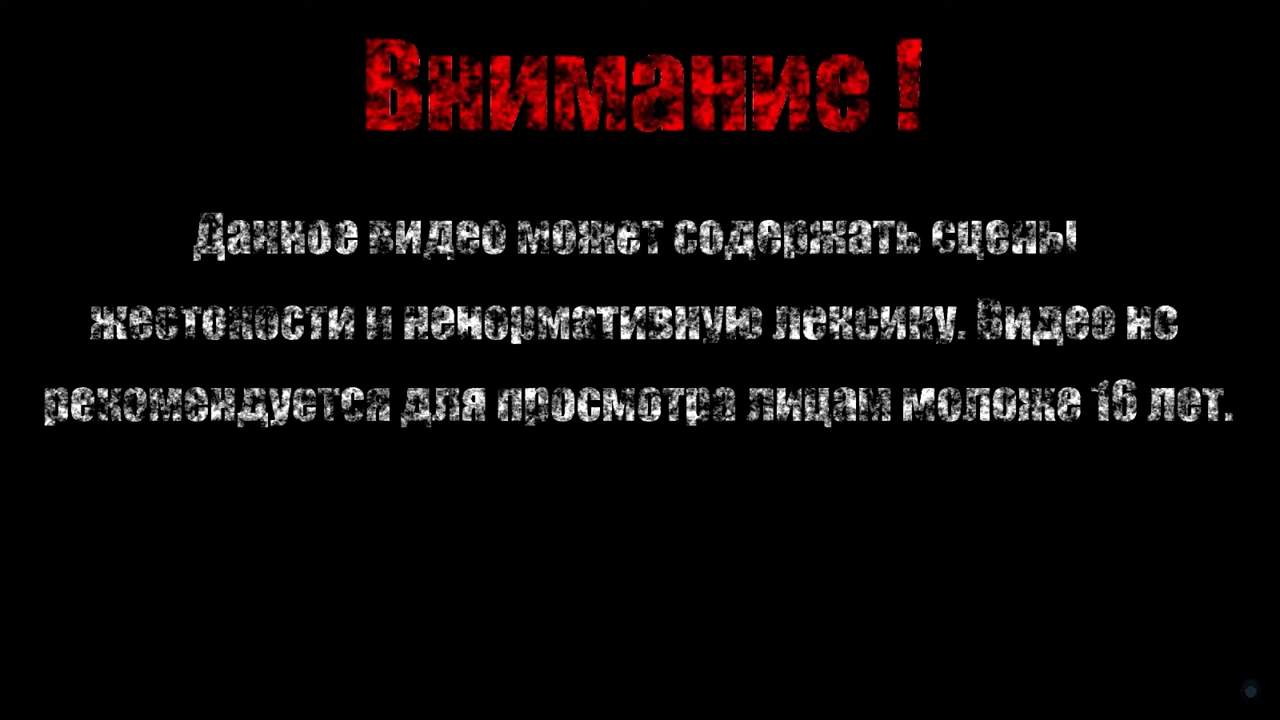 Внимание !
Данное видео может содержать сцены
жестокости и ненормативную лексику. Видео не
рекомендуется для просмотра лицам моложе 16 лет.